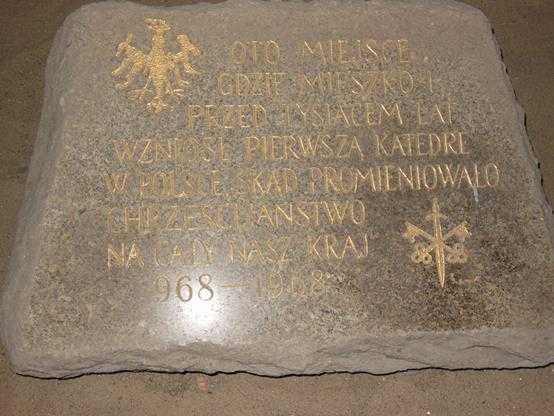 OTO MIEJSCE
GDZIE MIESZKO I
PRZED TYSIĄCEM LAT
WZNIÓSŁ PIERWSZĄ KATEDRĘ
W POLSCE SKĄD PROMIENIOWAŁO
CHRZEŚCIJAŃSTWO
NA CAŁY NASZ KRAJ
968—1968